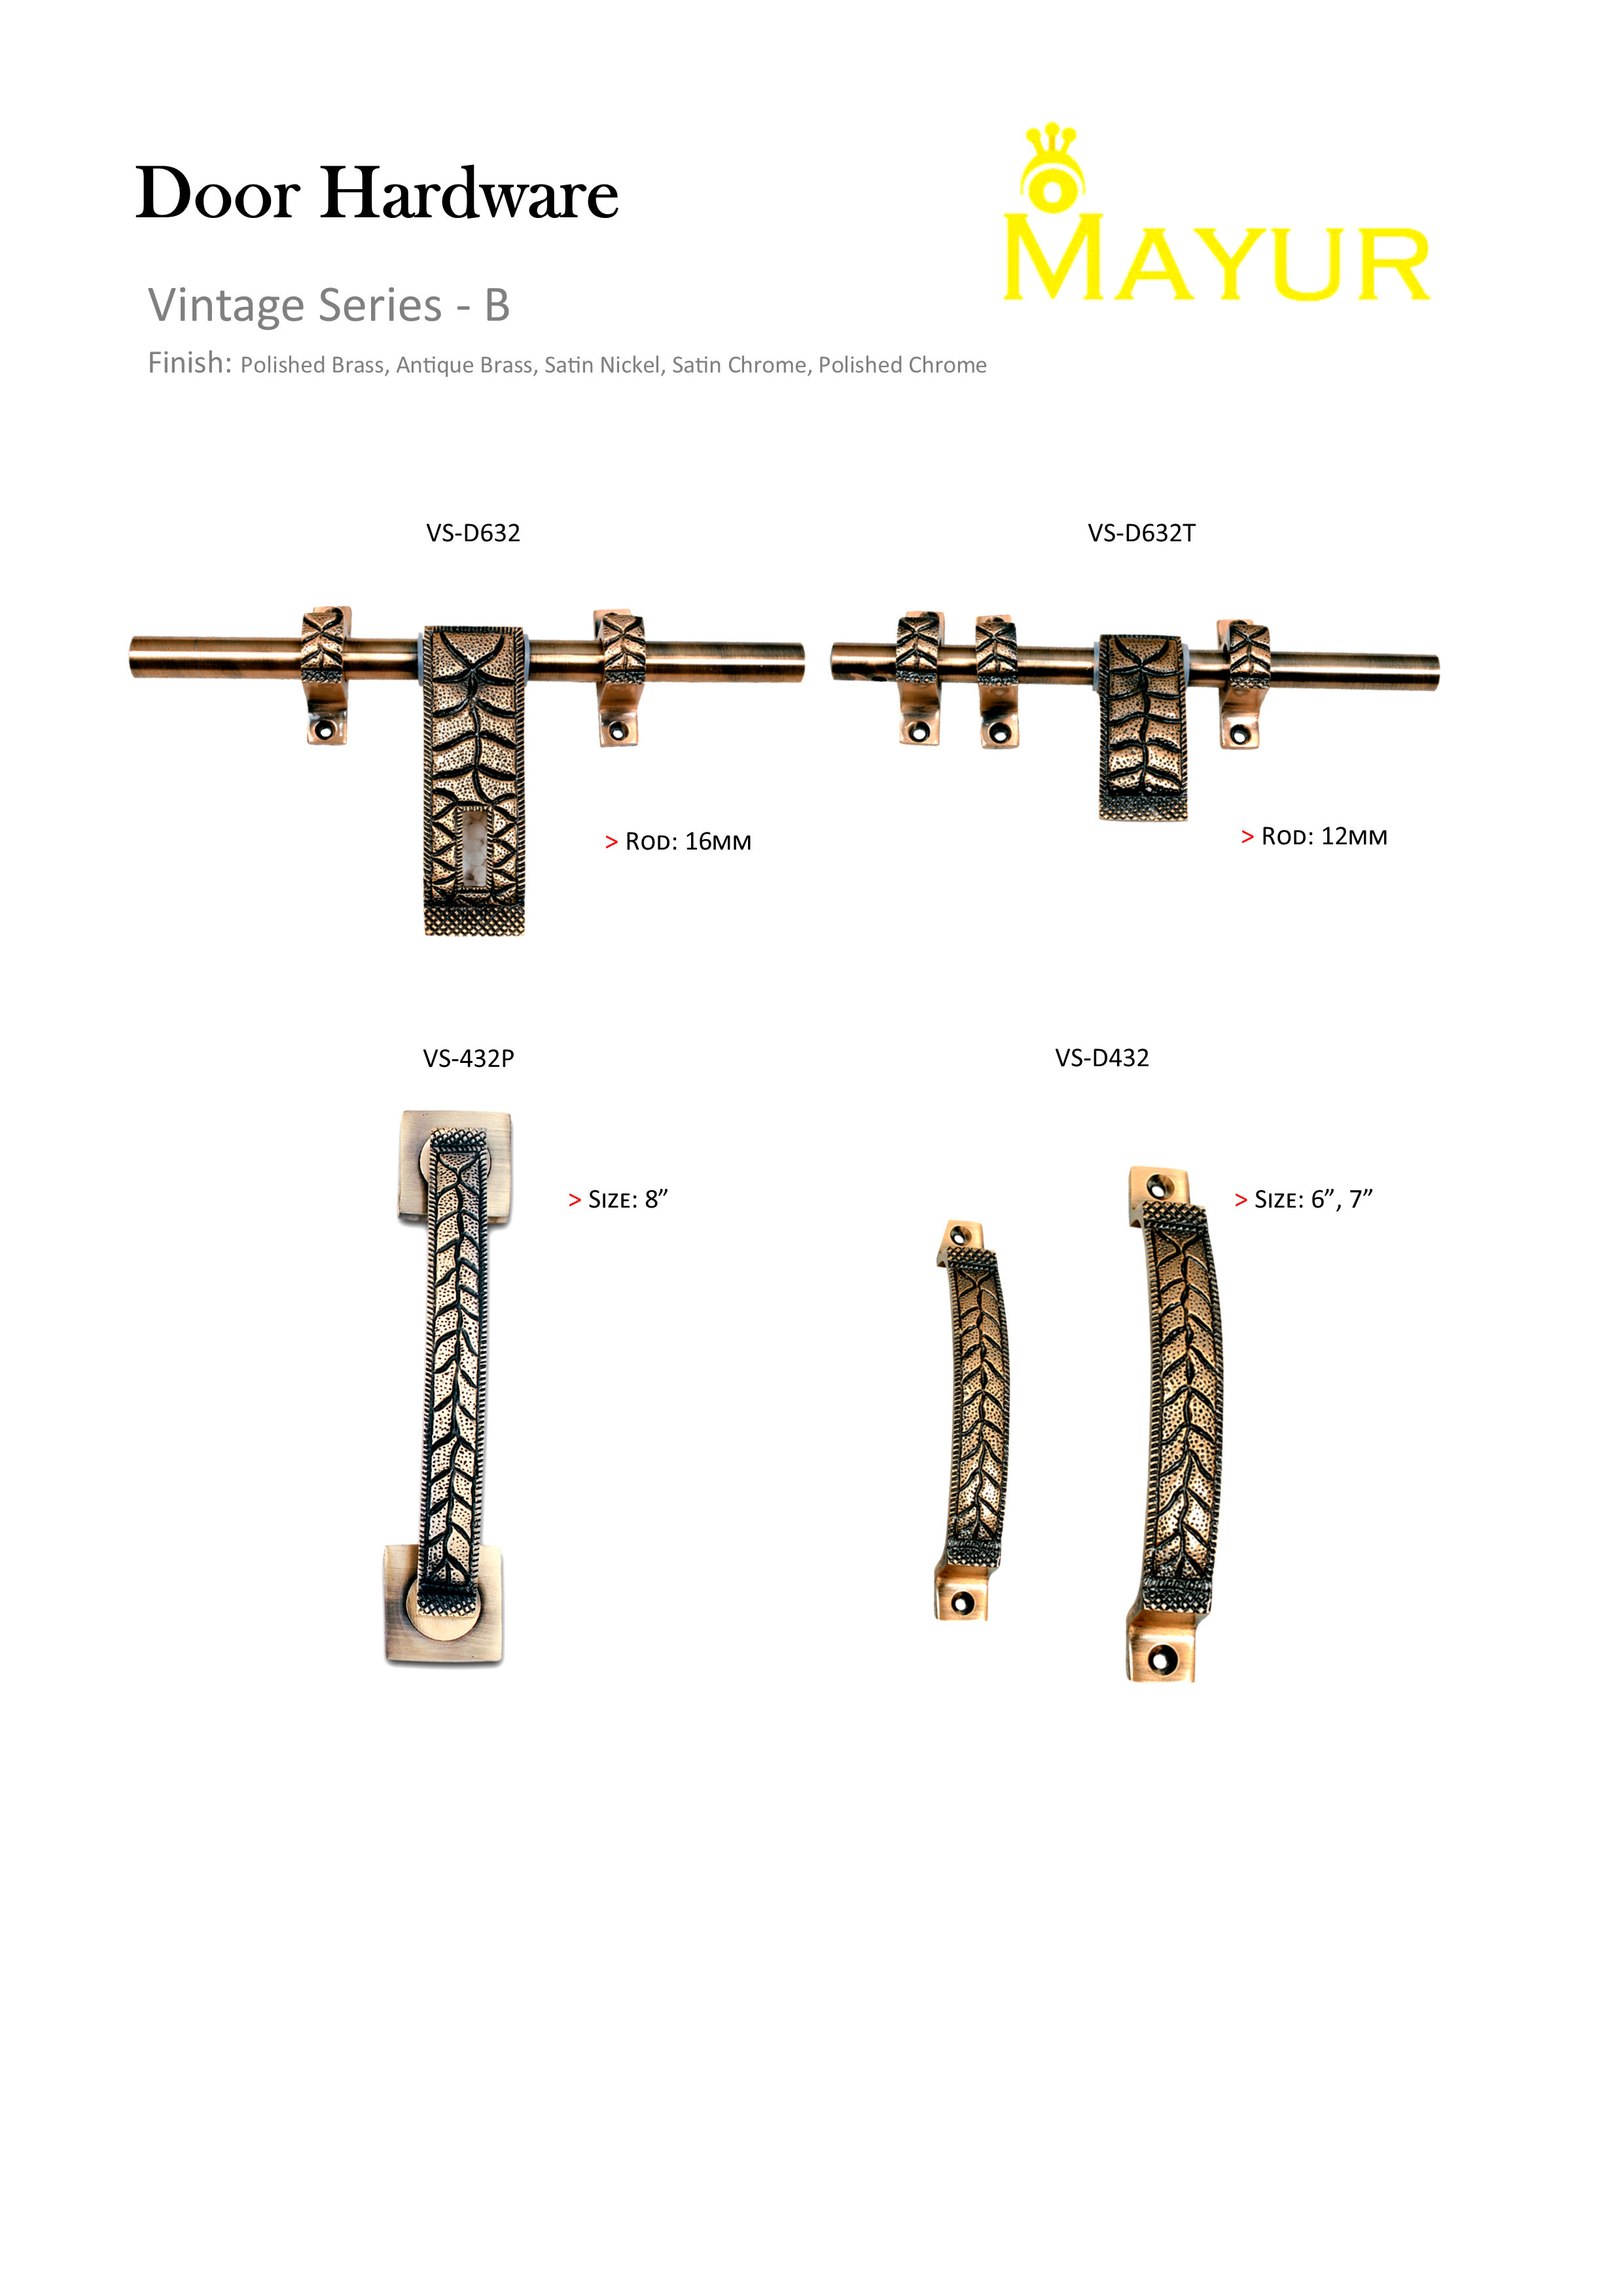 Door Hardware
MAYUR
Vintage Series - B
Finish: Polished Brass, Antique Brass, Satin Nickel, Satin Chrome, Polished Chrome
VS-D632
VS-D632T
> Rod: 16mm
> Rod: 12mm
VS-432P
VS-D432
> Size: 8”
> Size: 6”, 7”